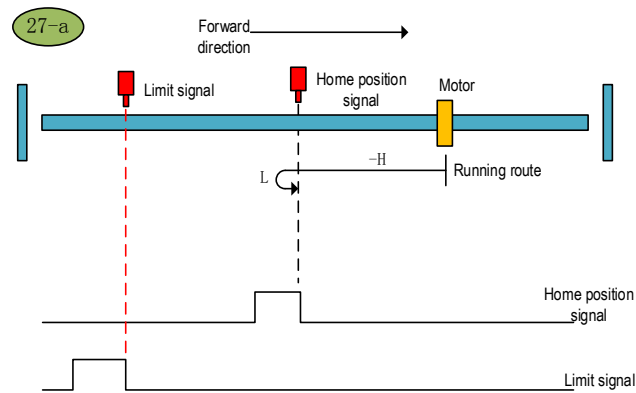 27-a
Forward
direction
Limit signal
Home position
signal
Motor
-H
L
Running route
Home position
signal
Limit signal